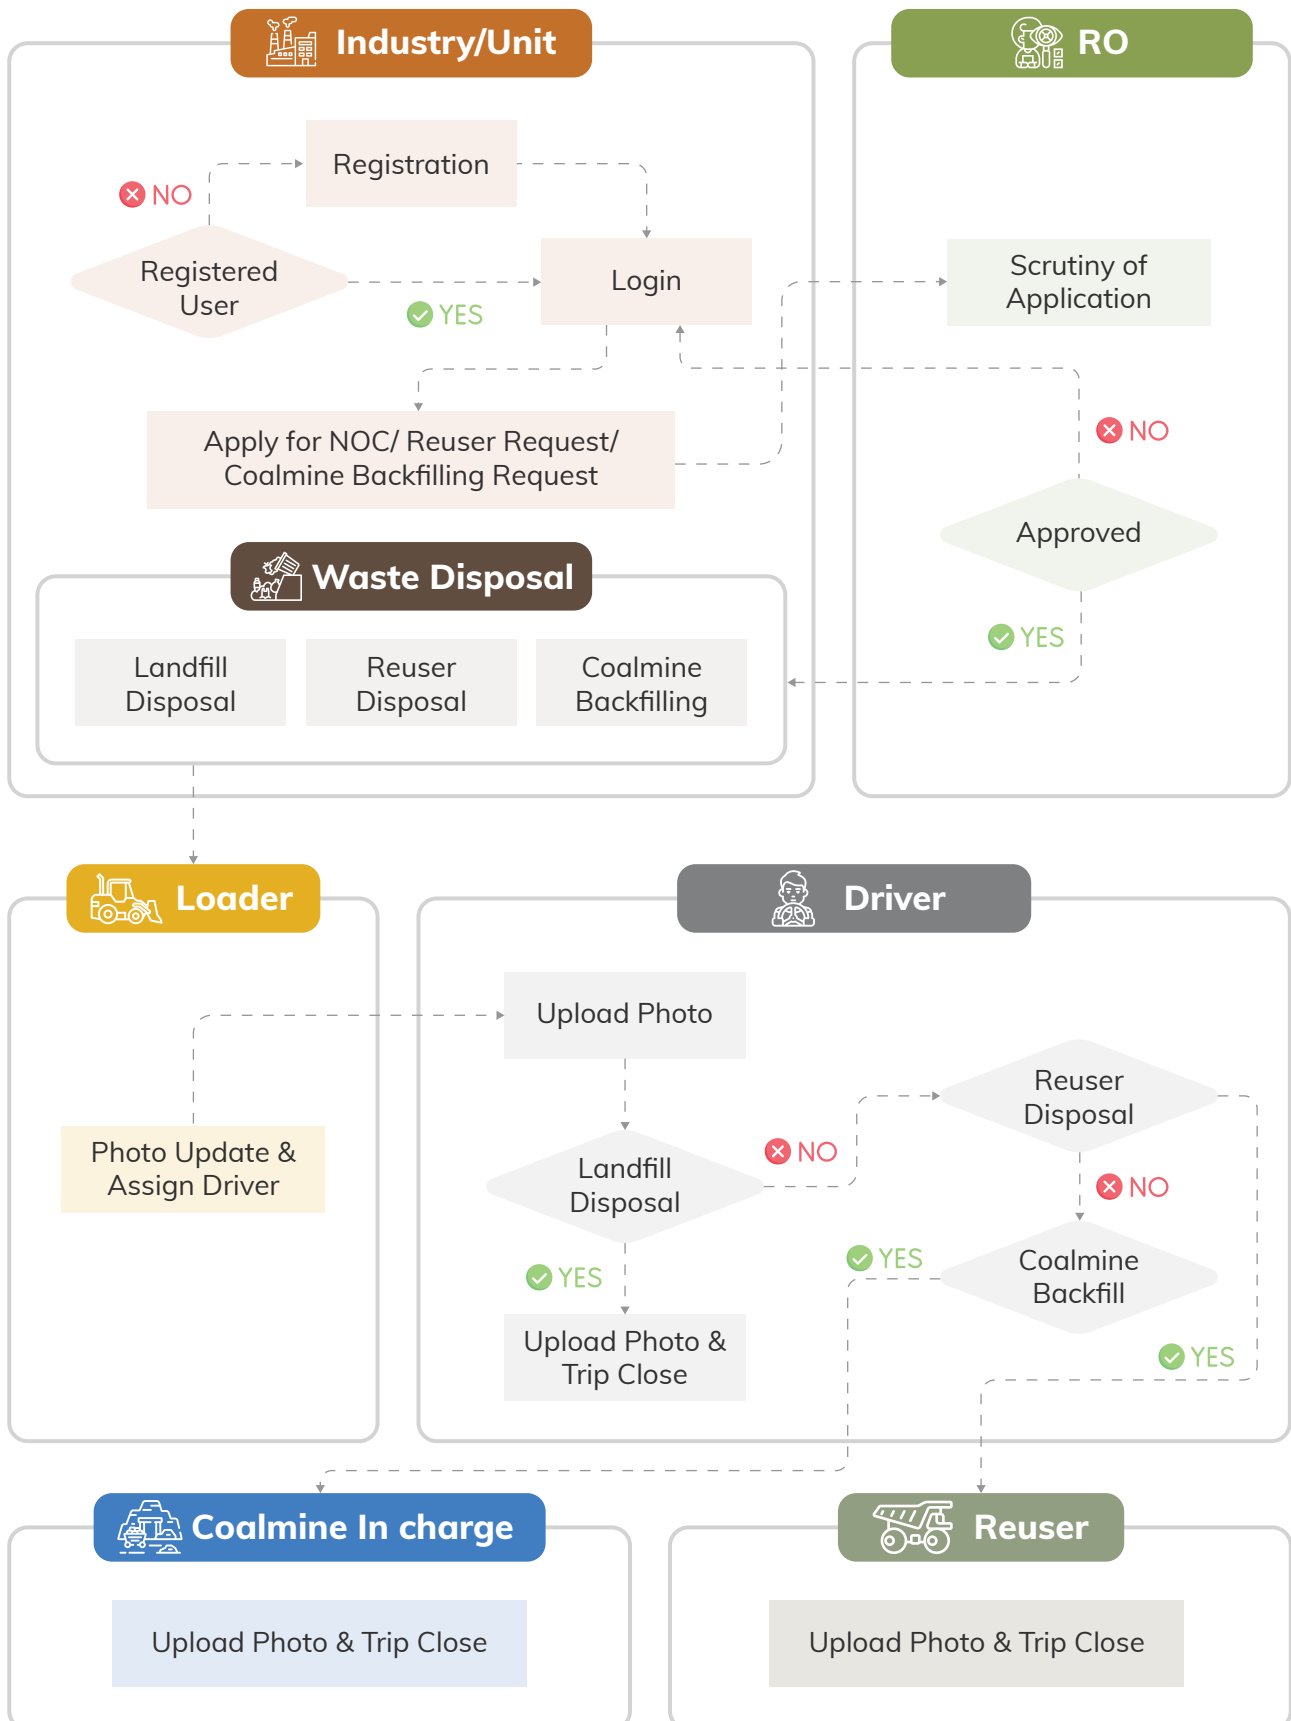 Industry/Unit
RO
Registration
NO
Registered
User
YES
Login
Scrutiny of
Application
Apply for NOC/ Reuser Request/
Coalmine Backfilling Request
NO
Approved
YES
Waste Disposal
Landfill
Disposal
Reuser
Disposal
Coalmine
Backfilling
Loader
Driver
Upload Photo
Photo Update &
Assign Driver
Landfill
Disposal
NO
Reuser
Disposal
NO
YES
Coalmine
Backfill
YES
YES
Upload Photo &
Trip Close
Coalmine In charge
Reuser
Upload Photo & Trip Close
Upload Photo & Trip Close